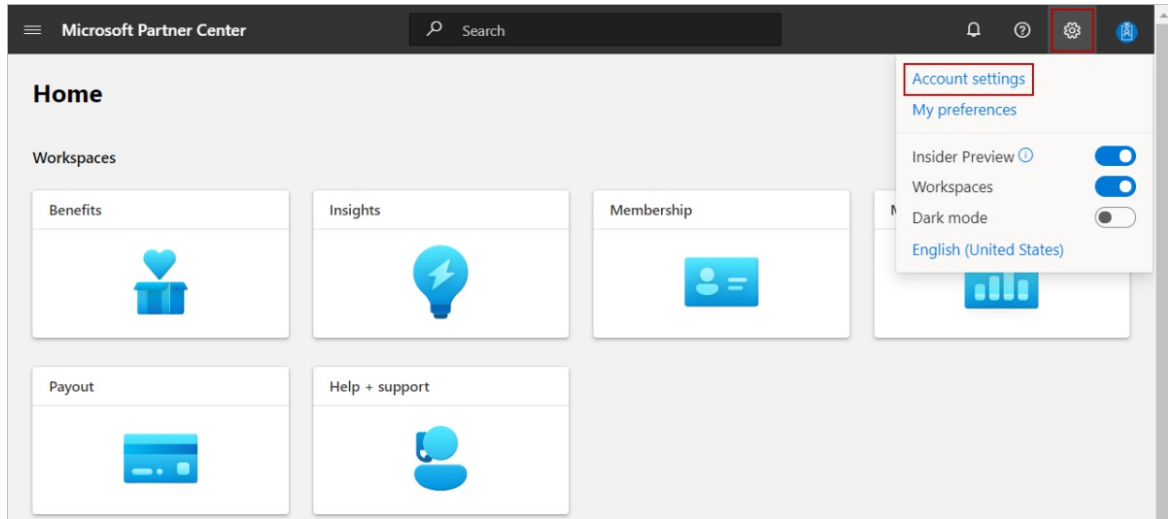 Microsoft Partner Center
Search
Account settings
My preferences
Insider Preview
Workspaces
Dark mode
English (United States)
Home
Workspaces
Benefits
Insights
Membership
Payout
Help + support